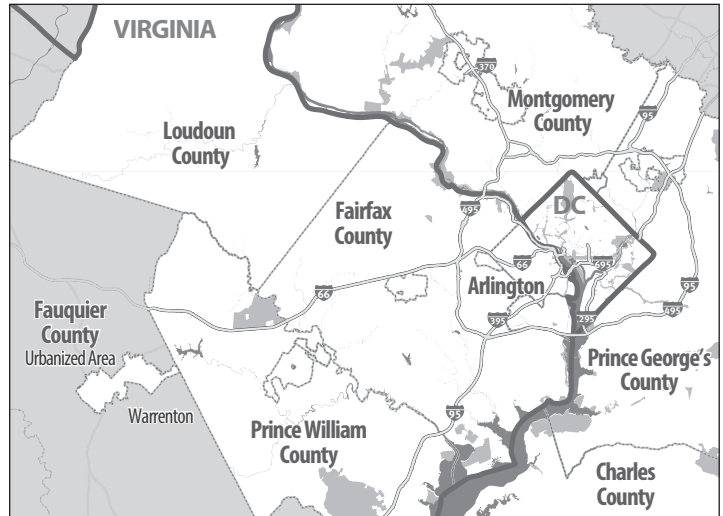 VIRGINIA
370
Montgomery
County
95
Loudoun
County
DC
495
Fairfax
County
66
695
Arlington
95
Fauquier
County
Urbanized Area
66
395
295
495
Prince George's
County
Warrenton
95
Prince William
County
Charles
County